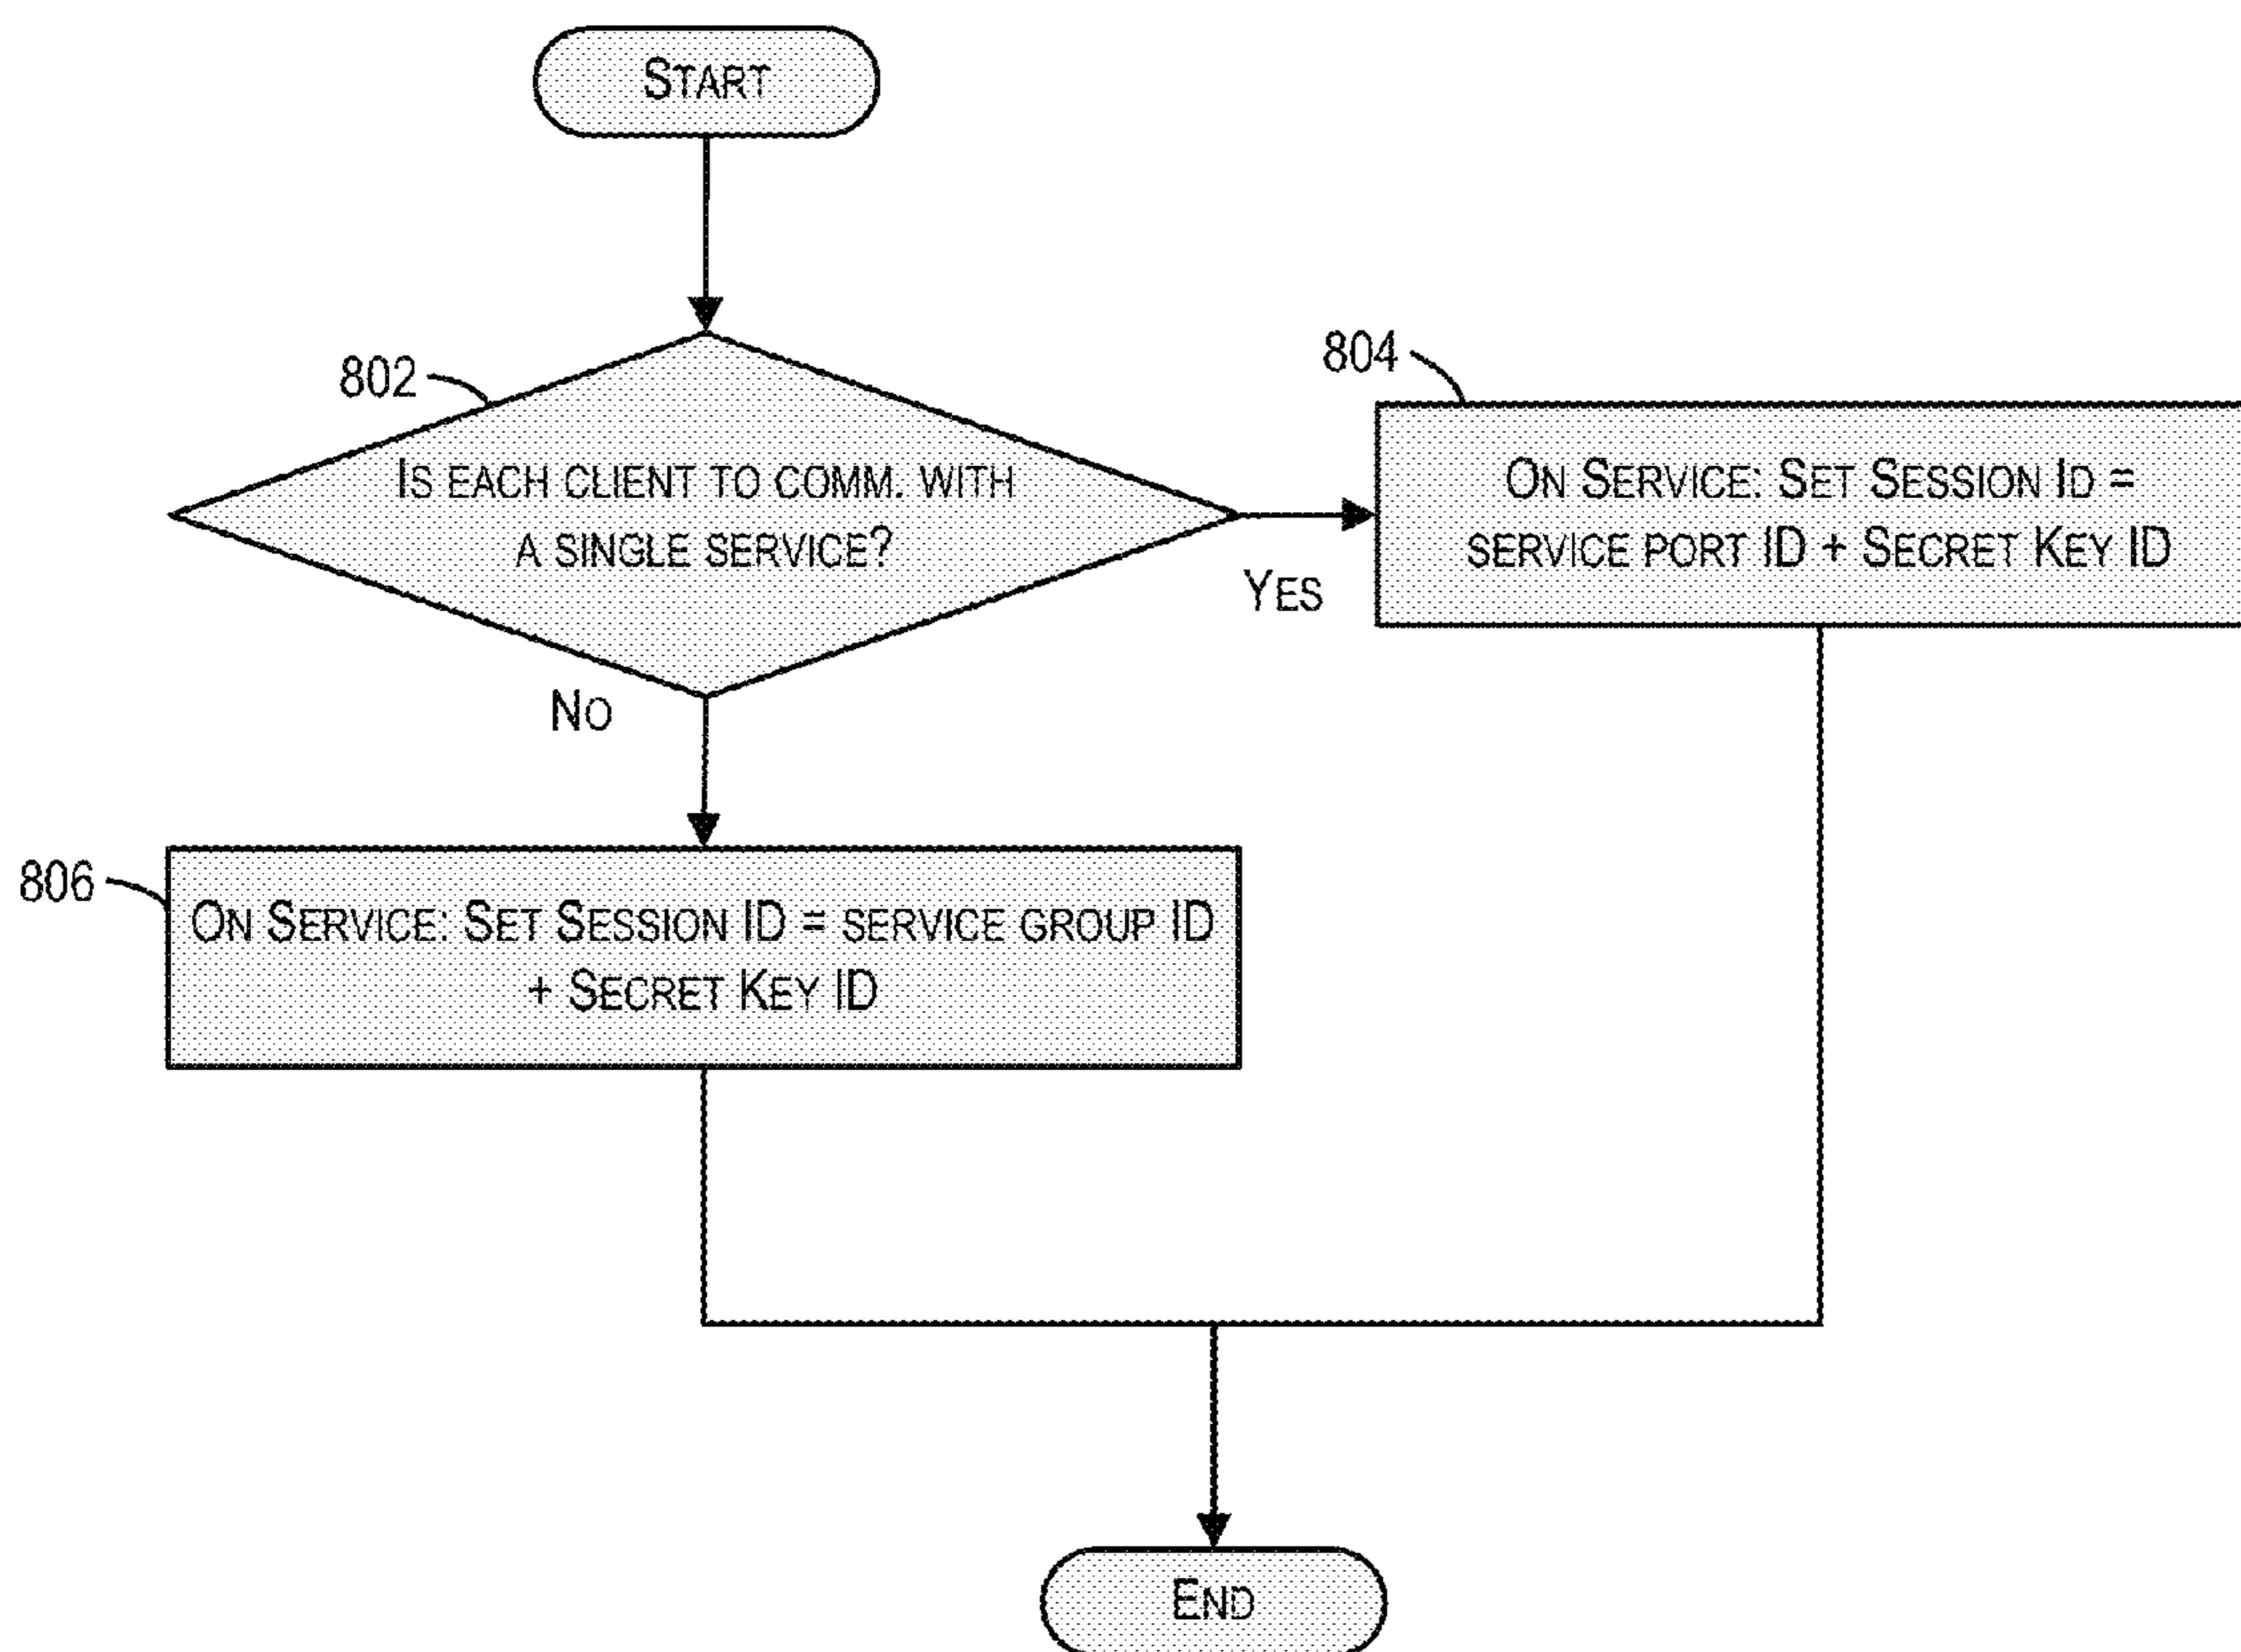 START
802
IS EACH CLIENT TO COMM. WITH
A SINGLE SERVICE?
YES
804
ON SERVICE: SET SESSION ID =
SERVICE PORT ID + SECRET KEY ID
NO
806
ON SERVICE: SET SESSION ID = SERVICE GROUP ID
+ SECRET KEY ID
END